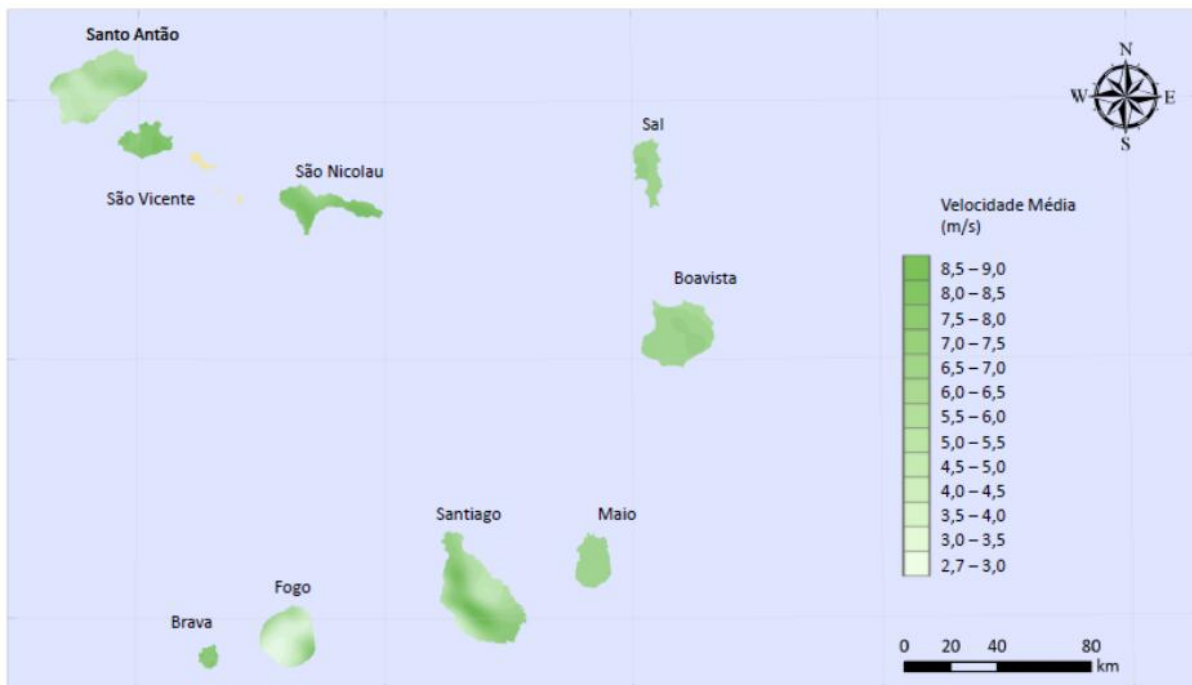 Santo Antão
N
W E
S
Sal
São Nicolau
São Vicente
Velocidade Média
(m/s)
Boavista
8,5 – 9,0
8,0 – 8,5
7,5 – 8,0
7,0 – 7,5
6,5 – 7,0
6,0 – 6,5
5,5 – 6,0
5,0 – 5,5
4,5 – 5,0
4,0 – 4,5
3,5 – 4,0
3,0 – 3,5
2,7 – 3,0
Santiago
Maio
Fogo
Brava
0 20 40 80
km